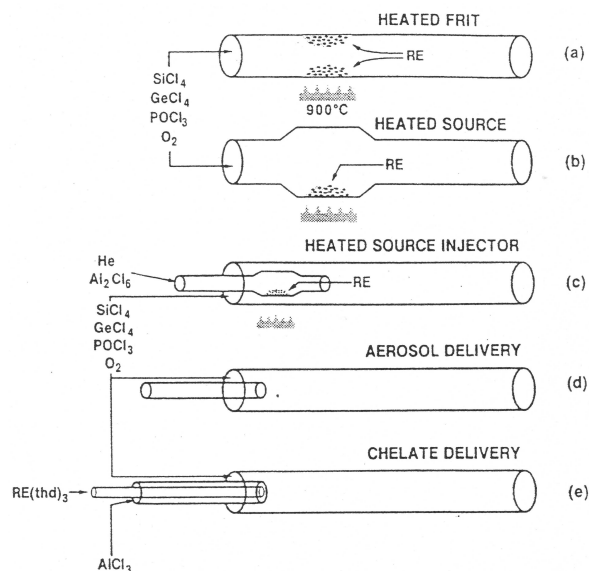 HEATED FRIT
RE
(a)
SiCl4
GeCl4
POCl3
O2
900°C
HEATED SOURCE
RE
(b)
HEATED SOURCE INJECTOR
He
Al2Cl6
RE
(c)
SiCl4
GeCl4
POCl3
O2
AEROSOL DELIVERY
(d)
CHELATE DELIVERY
RE(thd)3
(e)
AlCl3